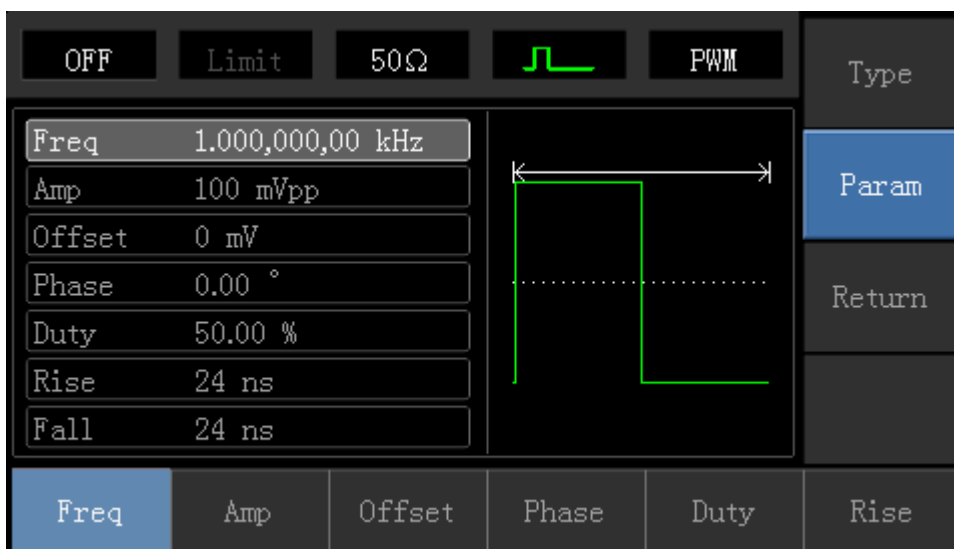 OFF Limit 50Ω PWM
Type
Freq 1.000,000,00 kHz
Amp 100 mVpp
Param
Offset 0 mV
Phase 0.00 °
Return
Duty 50.00 %
Rise 24 ns
Fall 24 ns
Freq Amp Offset Phase Duty Rise